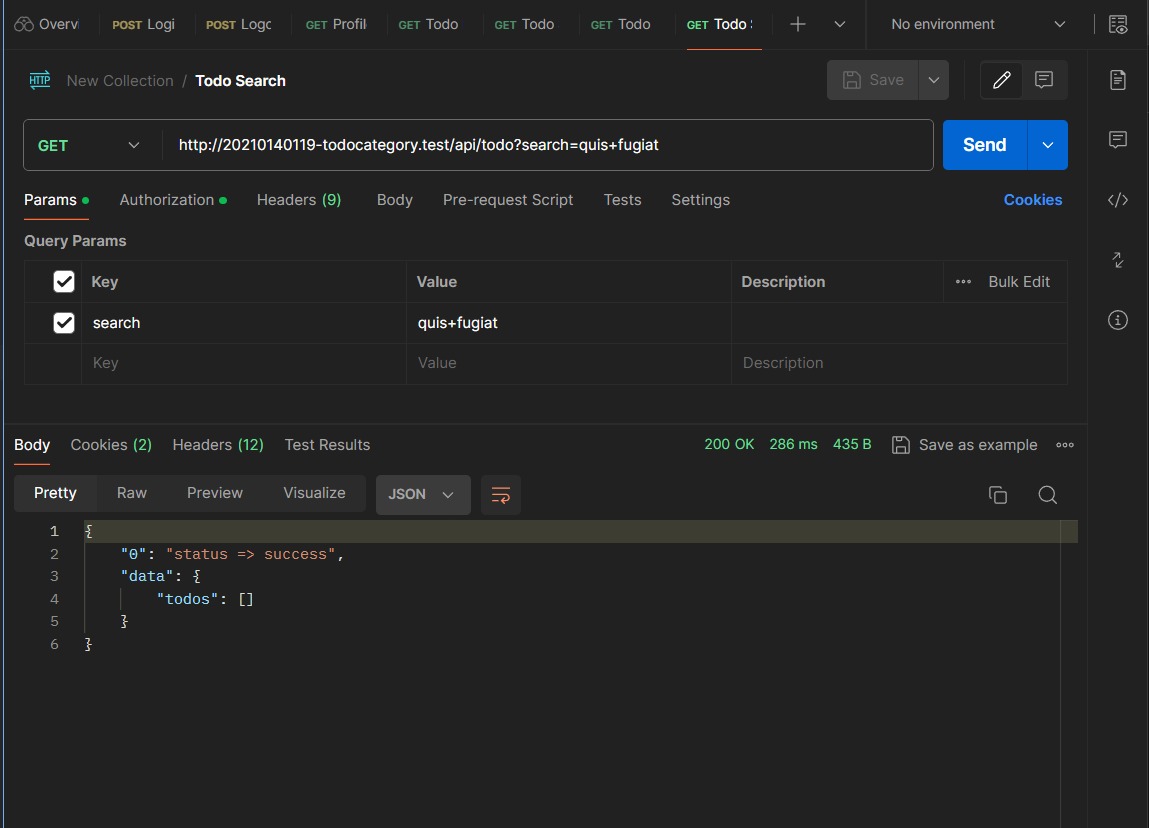 Overvi POST Logi POST Logc GET Profil GET Todo GET Todo GET Todo GET Todo No environment
HTTP New Collection / Todo Search Save
GET http://20210140119-todocategory.test/api/todo?search=quis+fugiat Send
Params Authorization Headers (9) Body Pre-request Script Tests Settings Cookies
Query Params
Key Value Description Bulk Edit
search quis+fugiat
Key Value Description
Body Cookies (2) Headers (12) Test Results 200 OK 286 ms 435 B Save as example
Pretty Raw Preview Visualize JSON
1 {
2 "0": "status => success",
3 "data": {
4 "todos": []
5 }
6 }